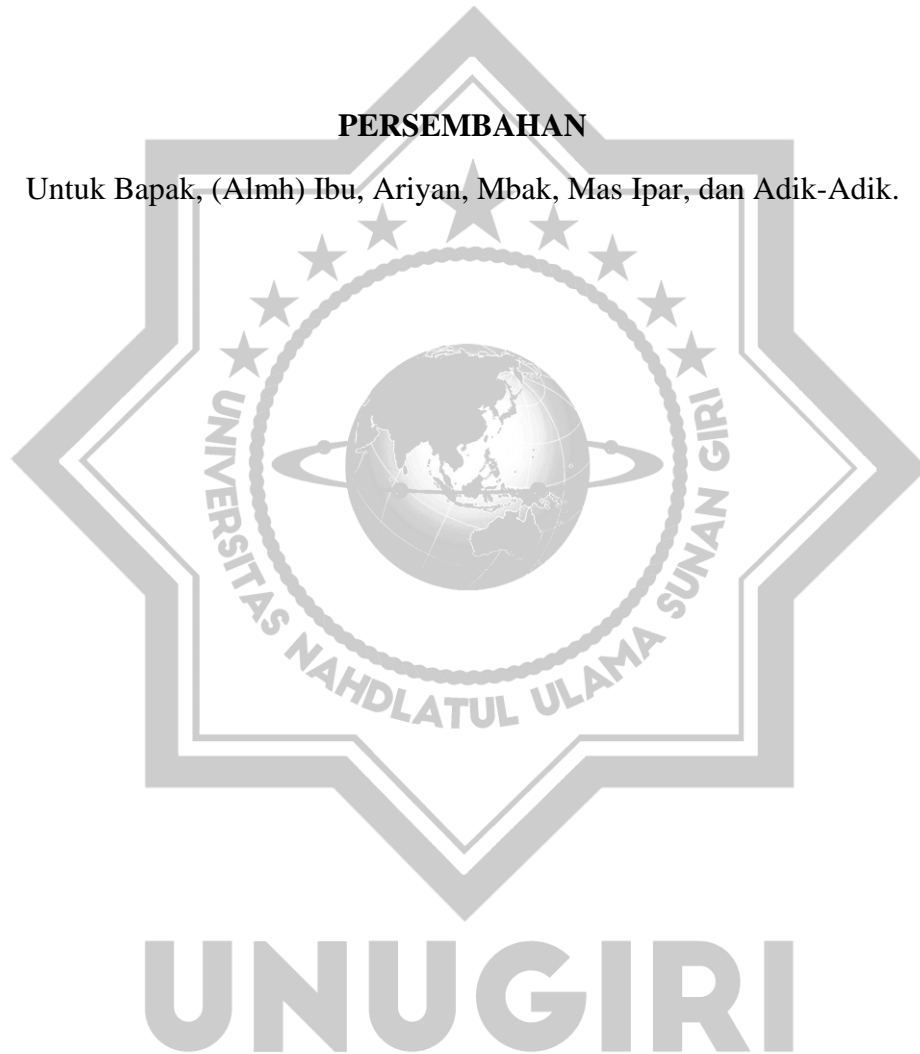 PERSEMBAHAN
Untuk Bapak, (Almh) Ibu, Ariyan, Mbak, Mas Ipar, dan Adik-Adik.
UNIVERSITAS NAHDLATUL ULAMA SUNAN GIRI
UNUGIRI